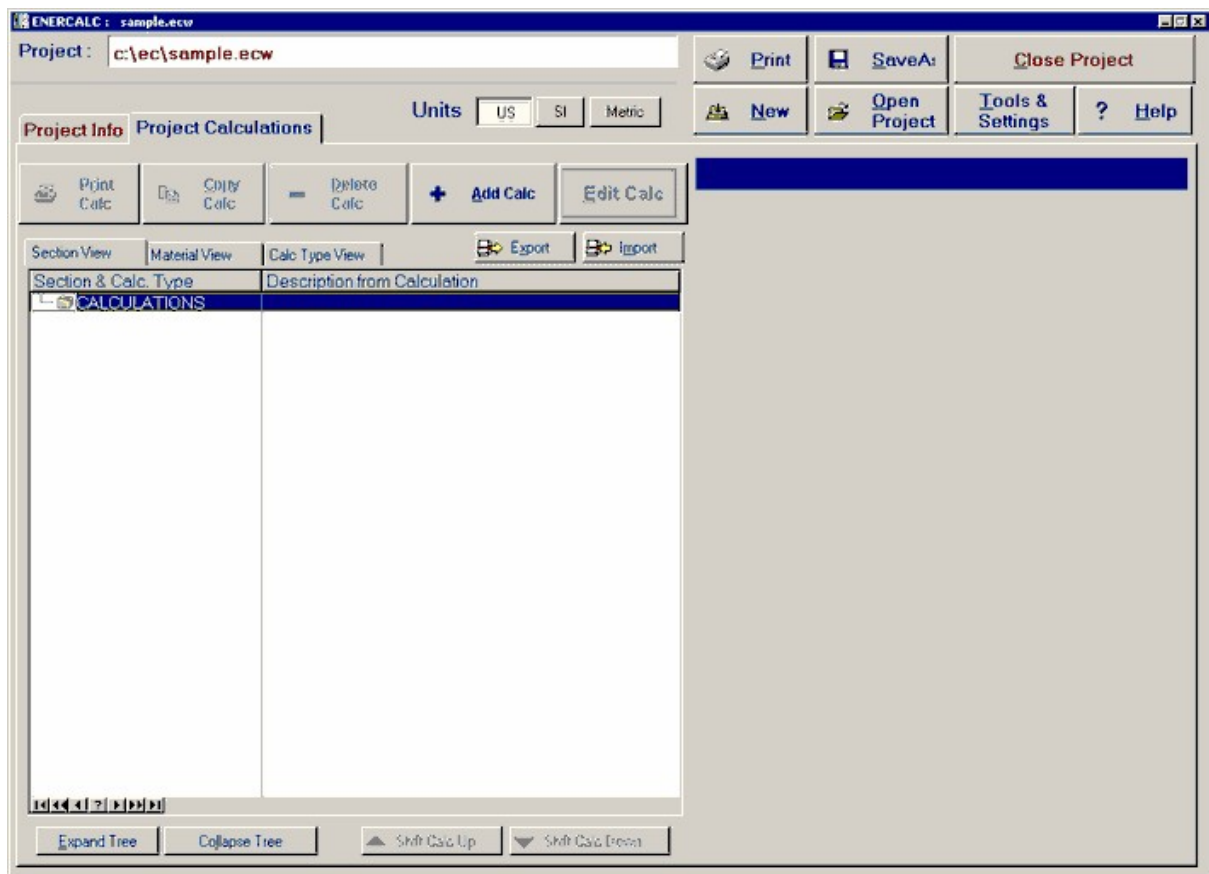 ENERCALC : sample.ecw
Project : c:\ec\sample.ecw
Print
SaveA
Close Project
Units US SI Metric
New
Open Project
Tools & Settings
? Help
Project Info
Project Calculations
Print Calc
Copy Calc
Delete Calc
Add Calc
Edit Calc
Section View
Material View
Calc Type View
Export
Import
Section & Calc. Type
Description from Calculation
CALCULATIONS
?
Expand Tree
Collapse Tree
Shift Calc Up
Shift Calc Down